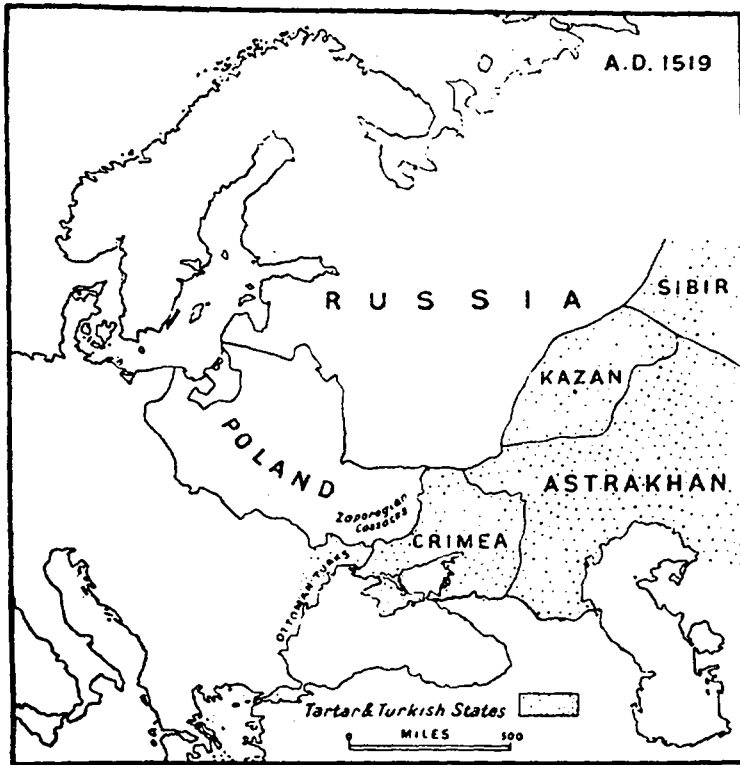 A.D. 1519
SIBIR
RUSSIA
KAZAN
POLAND
ASTRAKHAN
Zaporogian
Cossacks
CRIMEA
OTTOMAN TURKS
Tartar & Turkish States
0 MILES 500